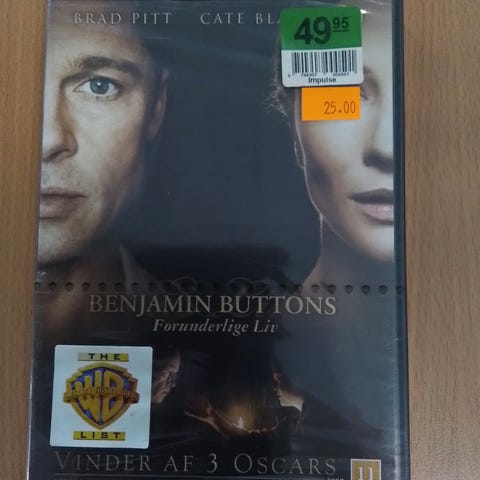 BRAD PITT CATE
49 95
Impulse
25.00
BENJAMIN BUTTONS
Forunderlige Liv
THE
WB
LIST
VINDER AF 3 OSCARS
11